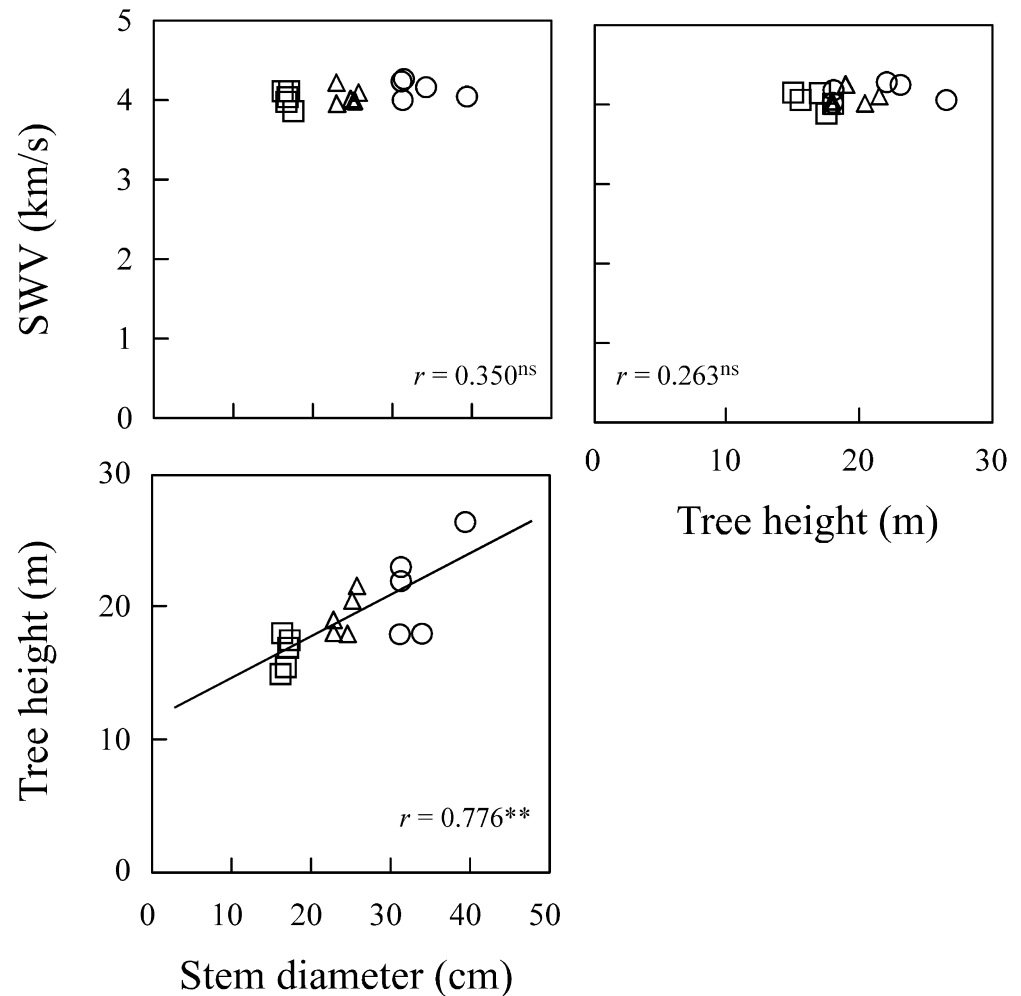 5
4
3
2
1
0
SWV (km/s)
r = 0.350ns
r = 0.263ns
0 10 20 30
Tree height (m)
30
20
10
0
Tree height (m)
r = 0.776**
0 10 20 30 40 50
Stem diameter (cm)